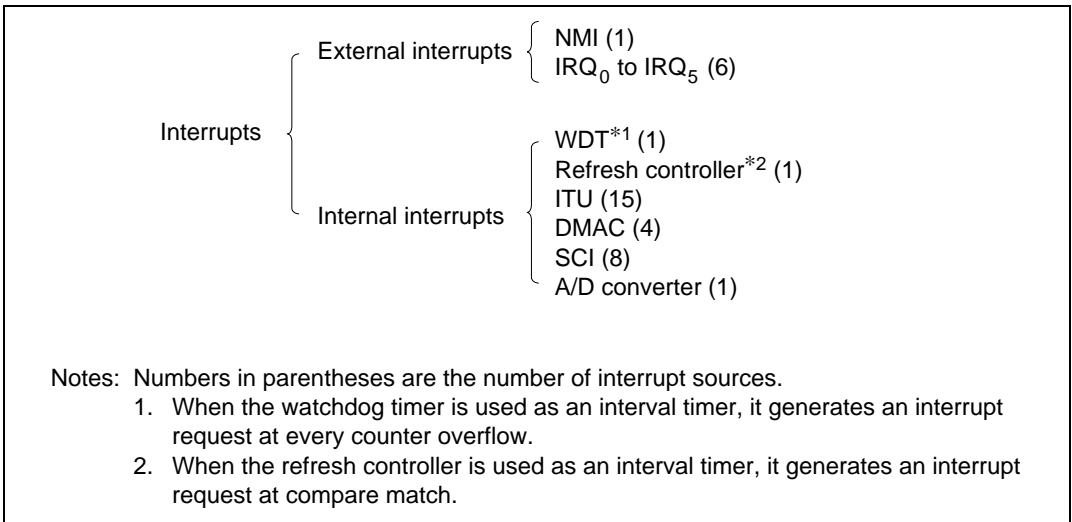 External interrupts
NMI (1)
IRQ0 to IRQ5 (6)
Interrupts
WDT*1 (1)
Refresh controller*2 (1)
ITU (15)
Internal interrupts
DMAC (4)
SCI (8)
A/D converter (1)
Notes: Numbers in parentheses are the number of interrupt sources.
1. When the watchdog timer is used as an interval timer, it generates an interrupt
request at every counter overflow.
2. When the refresh controller is used as an interval timer, it generates an interrupt
request at compare match.